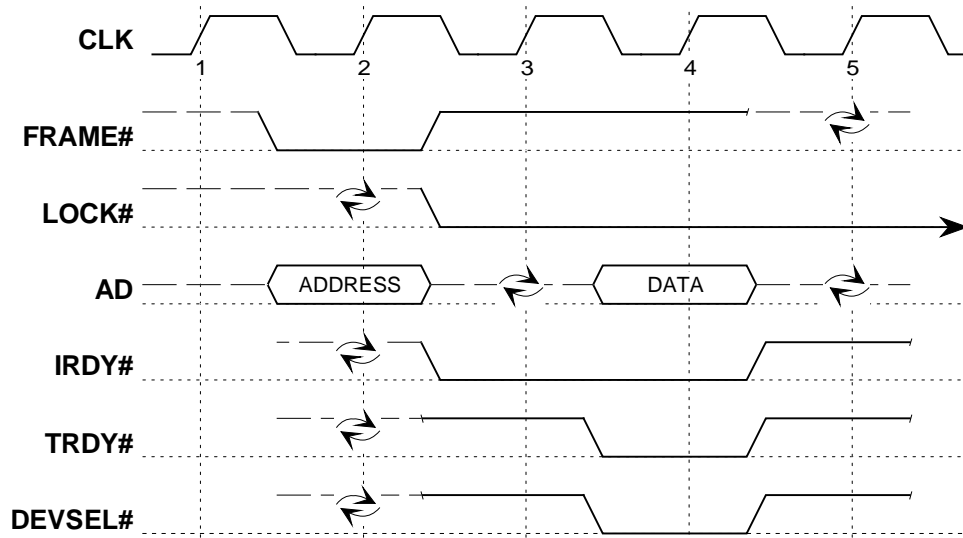 CLK
1 2 3 4 5
FRAME#
LOCK#
AD ADDRESS DATA
IRDY#
TRDY#
DEVSEL#